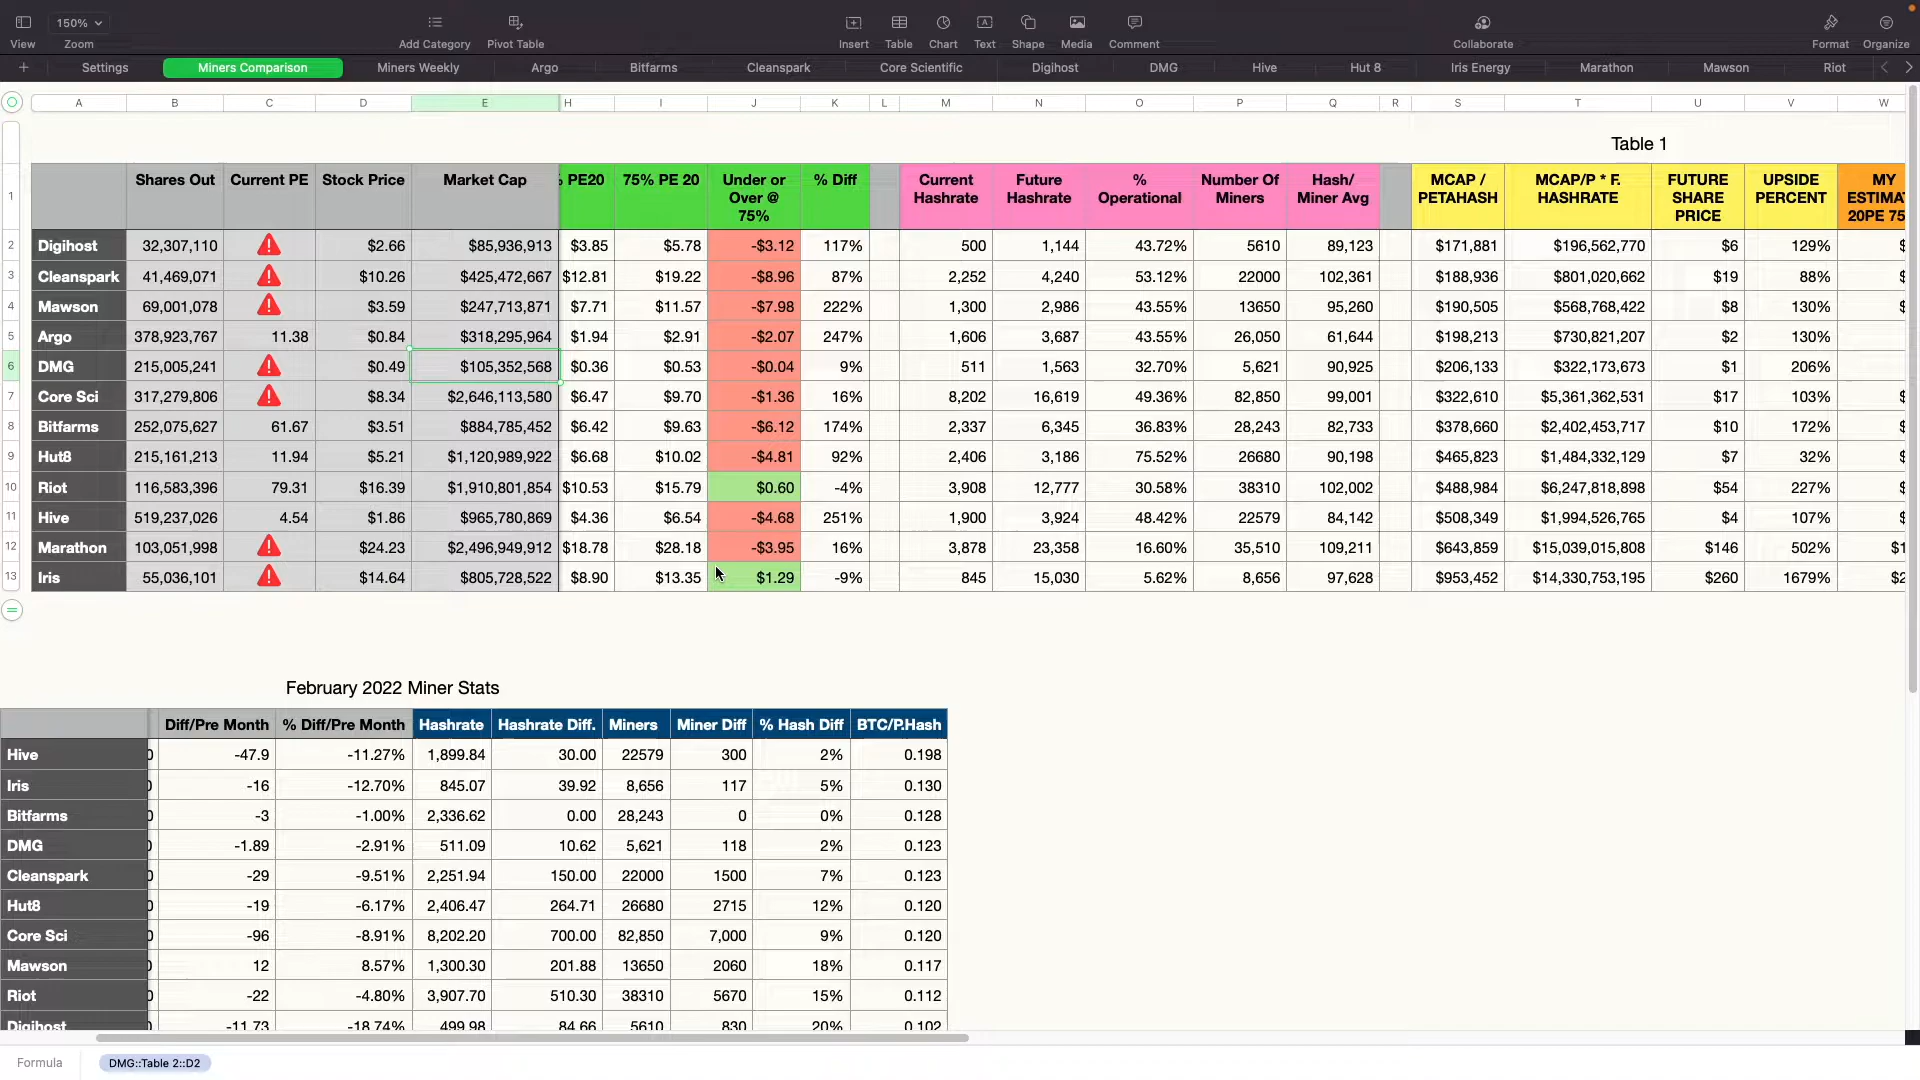 150%
View Zoom Add Category Pivot Table Insert Table Chart Text Shape Media Comment Collaborate Format Organize
+ Settings Miners Comparison Miners Weekly Argo Bitfarms Cleanspark Core Scientific Digihost DMG Hive Hut 8 Iris Energy Marathon Mawson Riot
A B C D E H I J K L M N O P Q R S T U V W
Table 1
1 Shares Out Current PE Stock Price Market Cap PE20 75% PE 20 Under or Over @ 75% % Diff Current Hashrate Future Hashrate % Operational Number Of Miners Hash/ Miner Avg MCAP / PETAHASH MCAP/P * F. HASHRATE FUTURE SHARE PRICE UPSIDE PERCENT MY ESTIMA 20PE 75
2 Digihost 32,307,110 $2.66 $85,936,913 $3.85 $5.78 -$3.12 117% 500 1,144 43.72% 5610 89,123 $171,881 $196,562,770 $6 129% $
3 Cleanspark 41,469,071 $10.26 $425,472,667 $12.81 $19.22 -$8.96 87% 2,252 4,240 53.12% 22000 102,361 $188,936 $801,020,662 $19 88% $
4 Mawson 69,001,078 $3.59 $247,713,871 $7.71 $11.57 -$7.98 222% 1,300 2,986 43.55% 13650 95,260 $190,505 $568,768,422 $8 130% $
5 Argo 378,923,767 11.38 $0.84 $318,295,964 $1.94 $2.91 -$2.07 247% 1,606 3,687 43.55% 26,050 61,644 $198,213 $730,821,207 $2 130% $
6 DMG 215,005,241 $0.49 $105,352,568 $0.36 $0.53 -$0.04 9% 511 1,563 32.70% 5,621 90,925 $206,133 $322,173,673 $1 206% $
7 Core Sci 317,279,806 $8.34 $2,646,113,580 $6.47 $9.70 -$1.36 16% 8,202 16,619 49.36% 82,850 99,001 $322,610 $5,361,362,531 $17 103% $
8 Bitfarms 252,075,627 61.67 $3.51 $884,785,452 $6.42 $9.63 -$6.12 174% 2,337 6,345 36.83% 28,243 82,733 $378,660 $2,402,453,717 $10 172% $
9 Hut8 215,161,213 11.94 $5.21 $1,120,989,922 $6.68 $10.02 -$4.81 92% 2,406 3,186 75.52% 26680 90,198 $465,823 $1,484,332,129 $7 32% $
10 Riot 116,583,396 79.31 $16.39 $1,910,801,854 $10.53 $15.79 $0.60 -4% 3,908 12,777 30.58% 38310 102,002 $488,984 $6,247,818,898 $54 227% $
11 Hive 519,237,026 4.54 $1.86 $965,780,869 $4.36 $6.54 -$4.68 251% 1,900 3,924 48.42% 22579 84,142 $508,349 $1,994,526,765 $4 107% $
12 Marathon 103,051,998 $24.23 $2,496,949,912 $18.78 $28.18 -$3.95 16% 3,878 23,358 16.60% 35,510 109,211 $643,859 $15,039,015,808 $146 502% $1
13 Iris 55,036,101 $14.64 $805,728,522 $8.90 $13.35 $1.29 -9% 845 15,030 5.62% 8,656 97,628 $953,452 $14,330,753,195 $260 1679% $2
February 2022 Miner Stats
Diff/Pre Month % Diff/Pre Month Hashrate Hashrate Diff. Miners Miner Diff % Hash Diff BTC/P.Hash
Hive -47.9 -11.27% 1,899.84 30.00 22579 300 2% 0.198
Iris -16 -12.70% 845.07 39.92 8,656 117 5% 0.130
Bitfarms -3 -1.00% 2,336.62 0.00 28,243 0 0% 0.128
DMG -1.89 -2.91% 511.09 10.62 5,621 118 2% 0.123
Cleanspark -29 -9.51% 2,251.94 150.00 22000 1500 7% 0.123
Hut8 -19 -6.17% 2,406.47 264.71 26680 2715 12% 0.120
Core Sci -96 -8.91% 8,202.20 700.00 82,850 7,000 9% 0.120
Mawson 12 8.57% 1,300.30 201.88 13650 2060 18% 0.117
Riot -22 -4.80% 3,907.70 510.30 38310 5670 15% 0.112
Digihost -11.73 -18.74% 499.98 84.66 5610 830 20% 0.102
Formula DMG::Table 2::D2